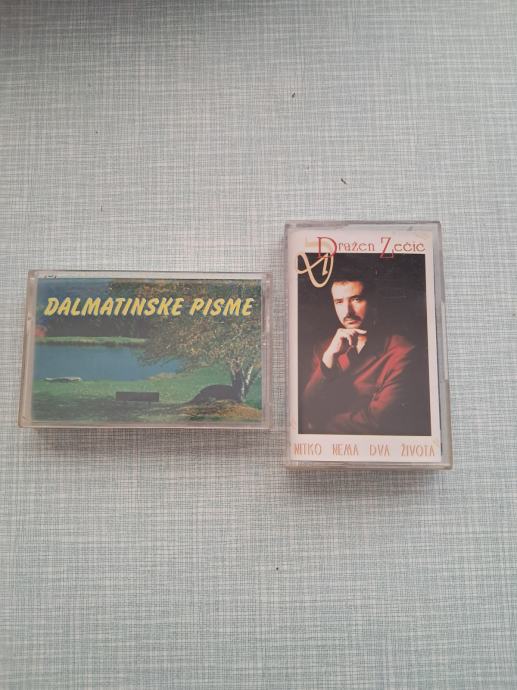 DALMATINSKE PISME
Dražen Zečić
NITKO NEMA DVA ŽIVOTA